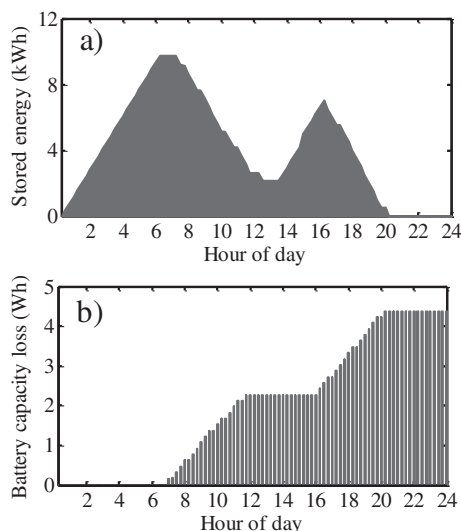 a)
Stored energy (kWh)
12
8
4
0
2 4 6 8 10 12 14 16 18 20 22 24
Hour of day
b)
Battery capacity loss (Wh)
5
4
3
2
1
0
2 4 6 8 10 12 14 16 18 20 22 24
Hour of day